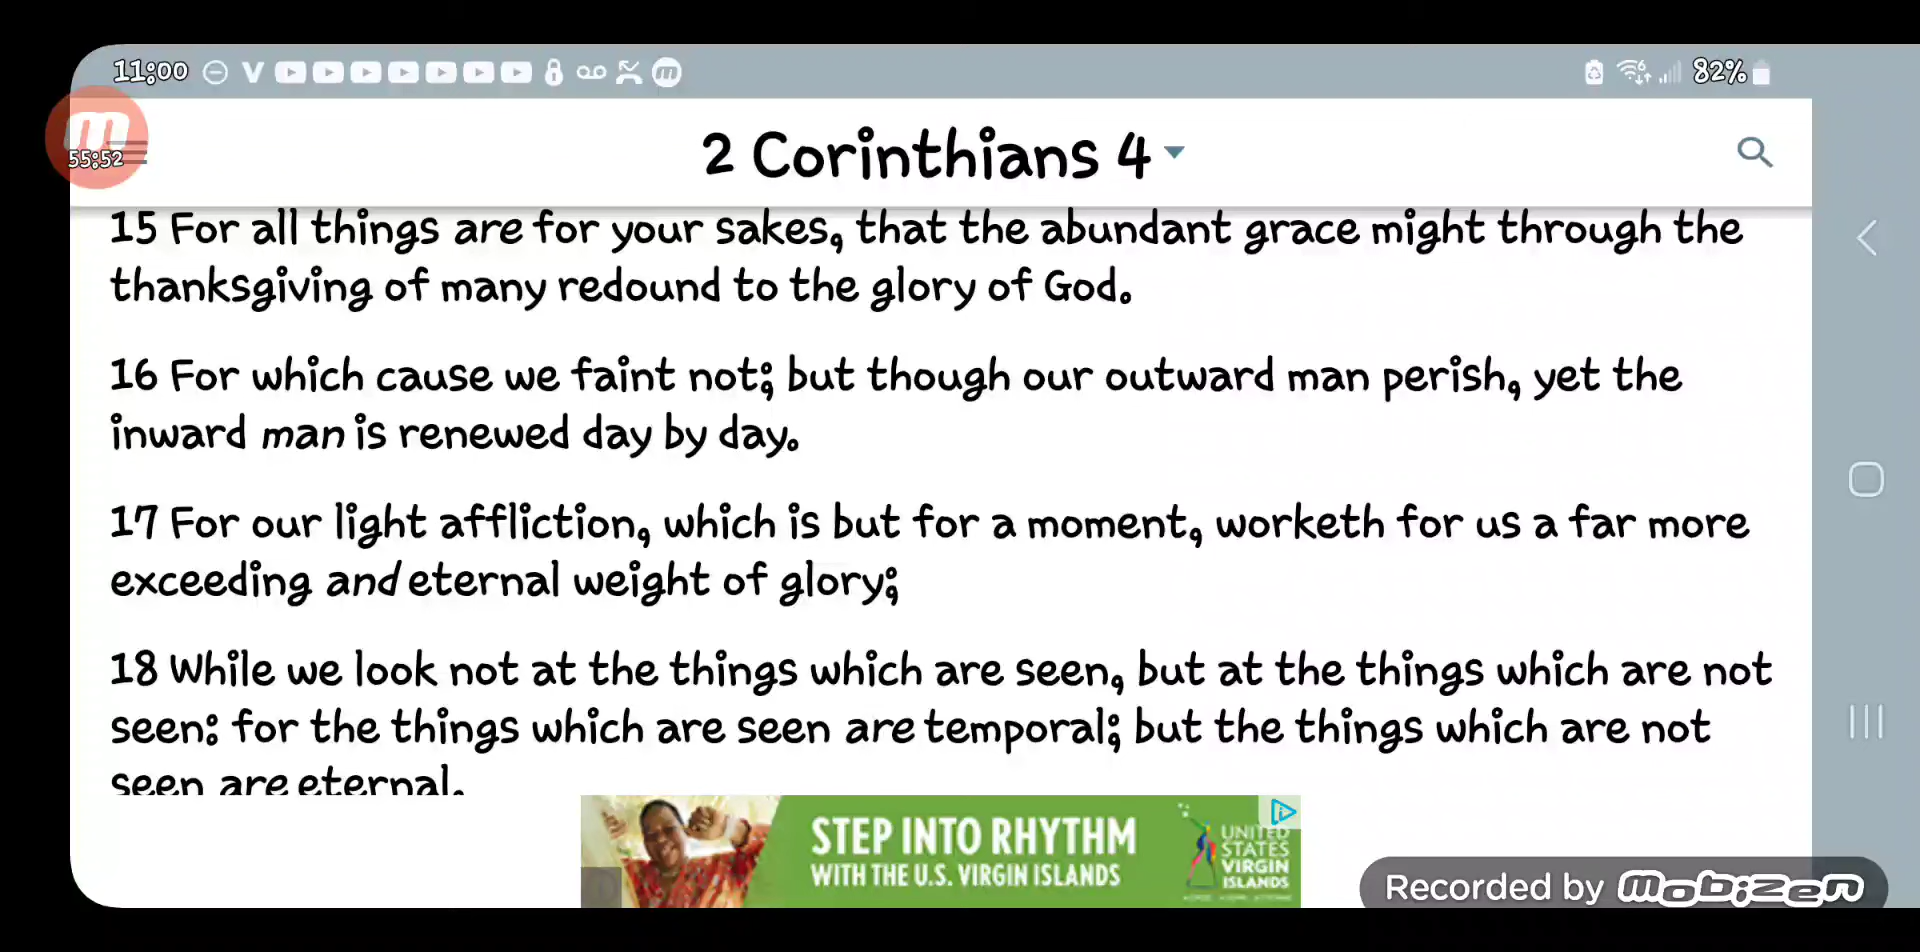 11:00 V 82%
55:52
2 Corinthians 4
15 For all things are for your sakes, that the abundant grace might through the
thanksgiving of many redound to the glory of God.
16 For which cause we faint not; but though our outward man perish, yet the
inward man is renewed day by day.
17 For our light affliction, which is but for a moment, worketh for us a far more
exceeding and eternal weight of glory;
18 While we look not at the things which are seen, but at the things which are not
seen: for the things which are seen are temporal; but the things which are not
seen are eternal.
STEP INTO RHYTHM
WITH THE U.S. VIRGIN ISLANDS
UNITED
STATES
VIRGIN
ISLANDS
Recorded by mobizen